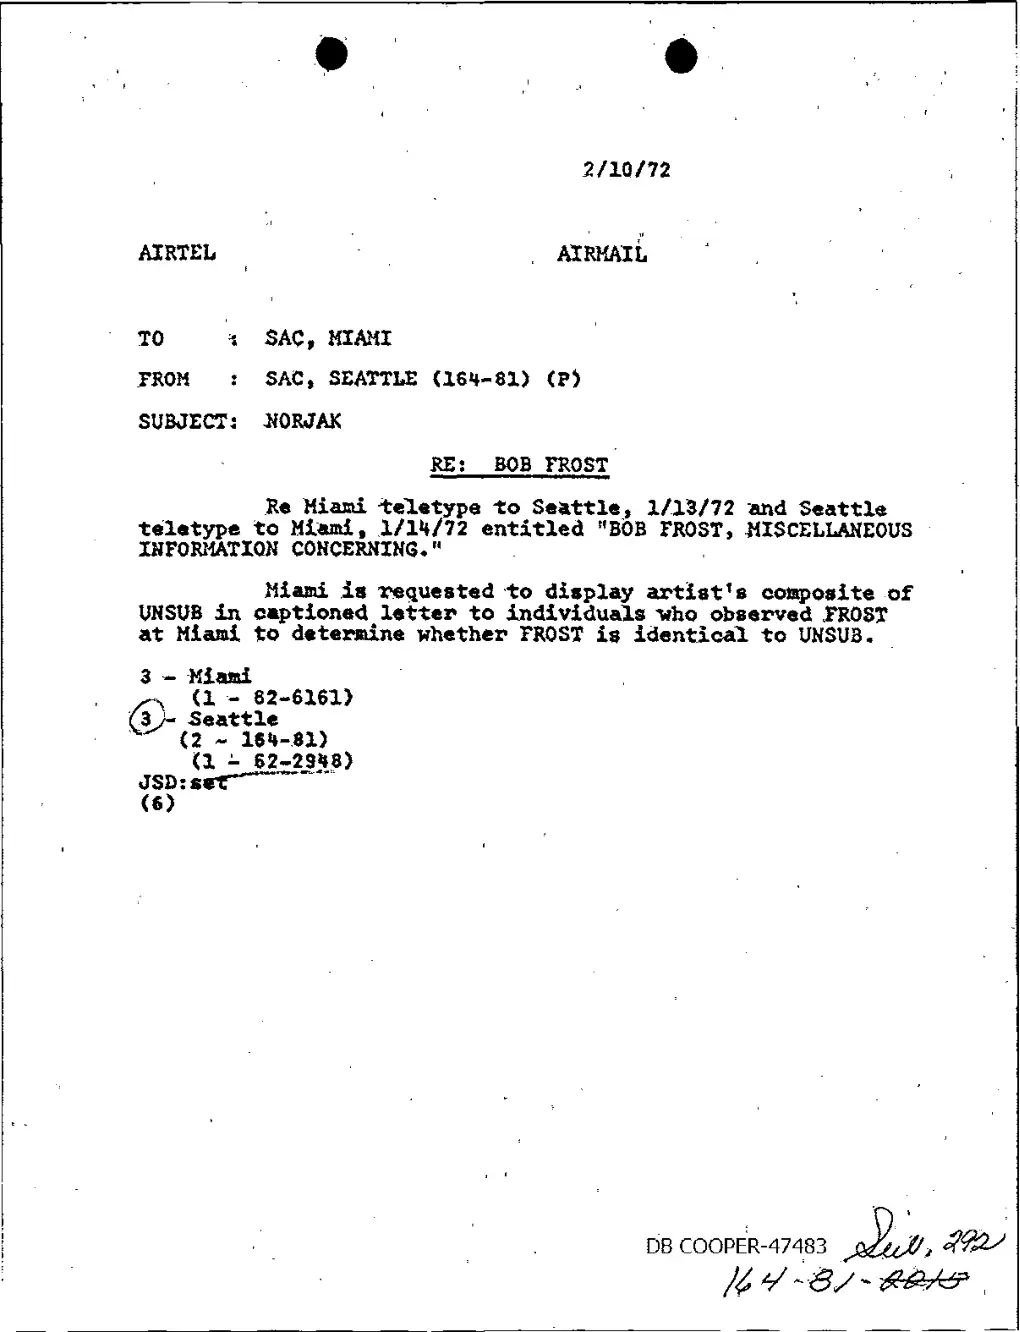 2/10/72
AIRTEL AIRMAIL
TO : SAC, MIAMI
FROM : SAC, SEATTLE (164-81) (P)
SUBJECT: NORJAK
RE: BOB FROST
Re Miami teletype to Seattle, 1/13/72 and Seattle
teletype to Miami, 1/14/72 entitled "BOB FROST, MISCELLANEOUS
INFORMATION CONCERNING."
Miami is requested to display artist's composite of
UNSUB in captioned letter to individuals who observed FROST
at Miami to determine whether FROST is identical to UNSUB.
3 - Miami
(1 - 62-6161)
3 - Seattle
(2 - 164-81)
(1 - 62-2948)
JSD:set
(6)
DB COOPER-47483
292
164-81-